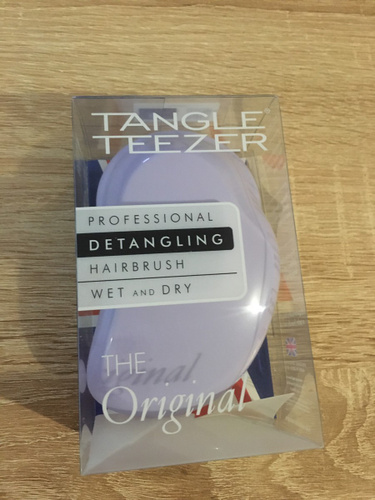 TANGLE
TEEZER
PROFESSIONAL
DETANGLING
HAIRBRUSH
WET AND DRY
THE
Original